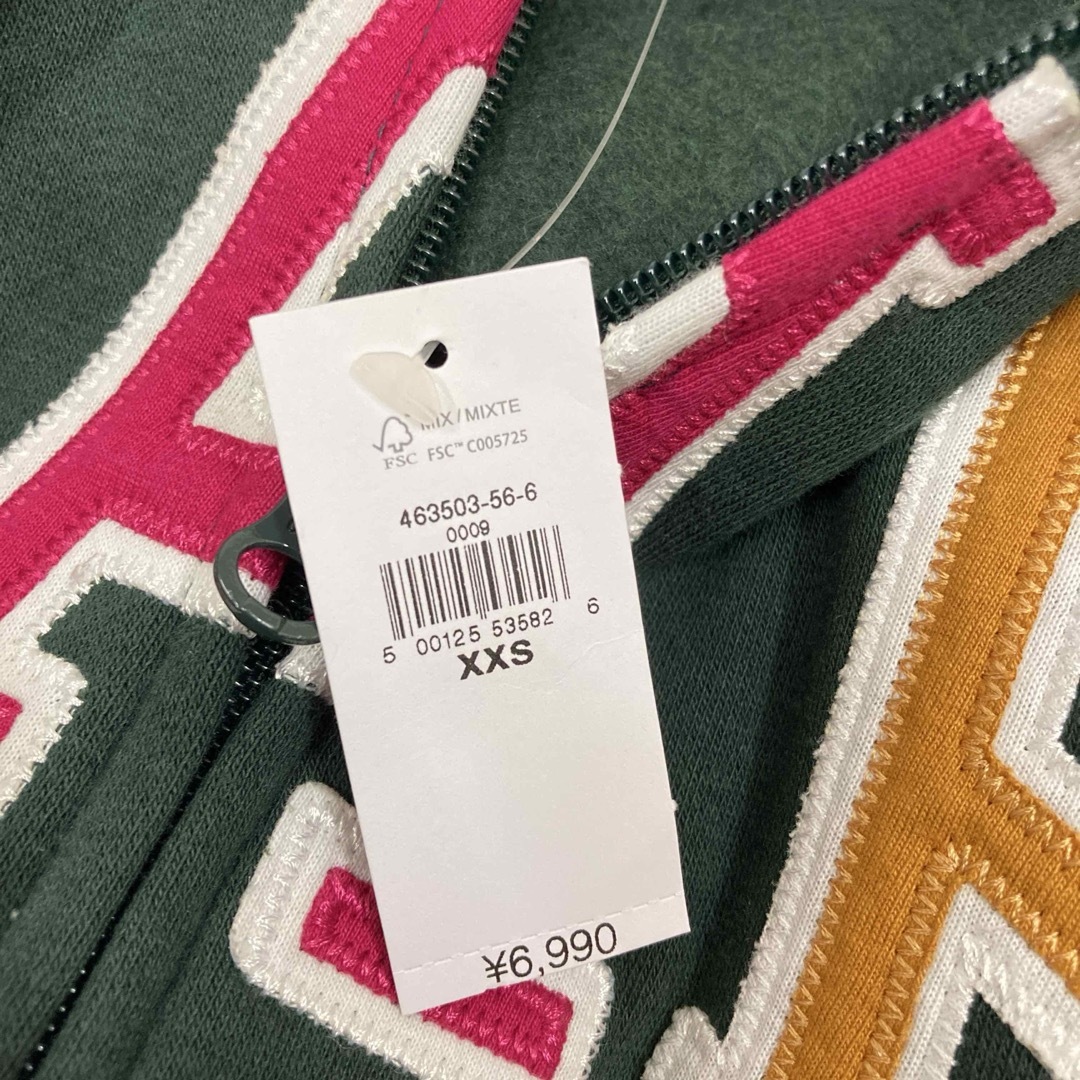 MIX / MIXTE
FSC FSC™ C005725
463503-56-6
0009
5 00125 53582 6
XXS
¥6,990